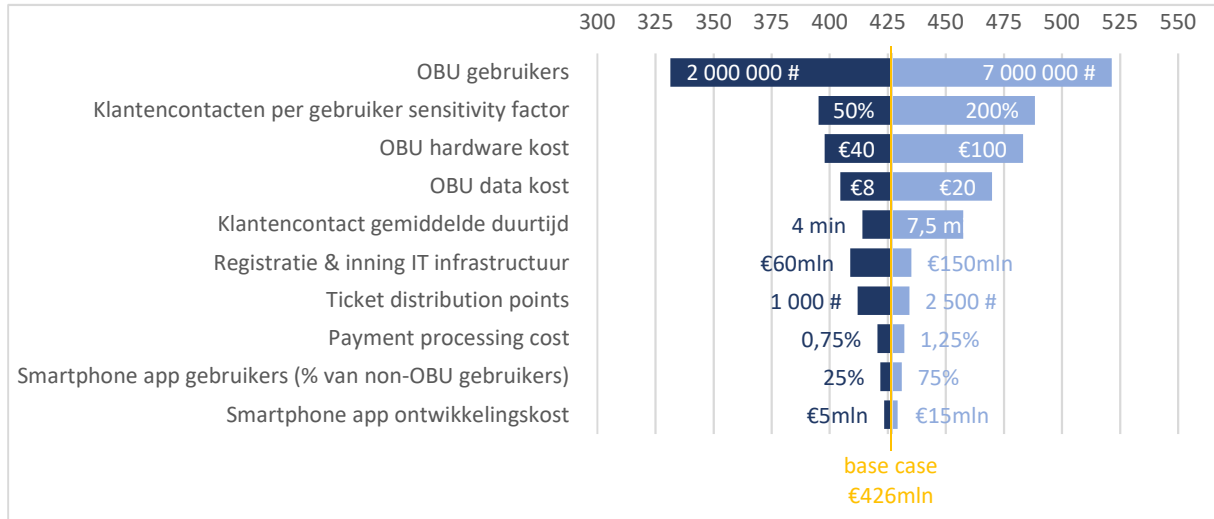 300 325 350 375 400 425 450 475 500 525 550
OBU gebruikers 2 000 000 # 7 000 000 #
Klantencontacten per gebruiker sensitivity factor 50% 200%
OBU hardware kost €40 €100
OBU data kost €8 €20
Klantencontact gemiddelde duurtijd 4 min 7,5 m
Registratie & inning IT infrastructuur €60mln €150mln
Ticket distribution points 1 000 # 2 500 #
Payment processing cost 0,75% 1,25%
Smartphone app gebruikers (% van non-OBU gebruikers) 25% 75%
Smartphone app ontwikkelingskost €5mln €15mln
base case
€426mln